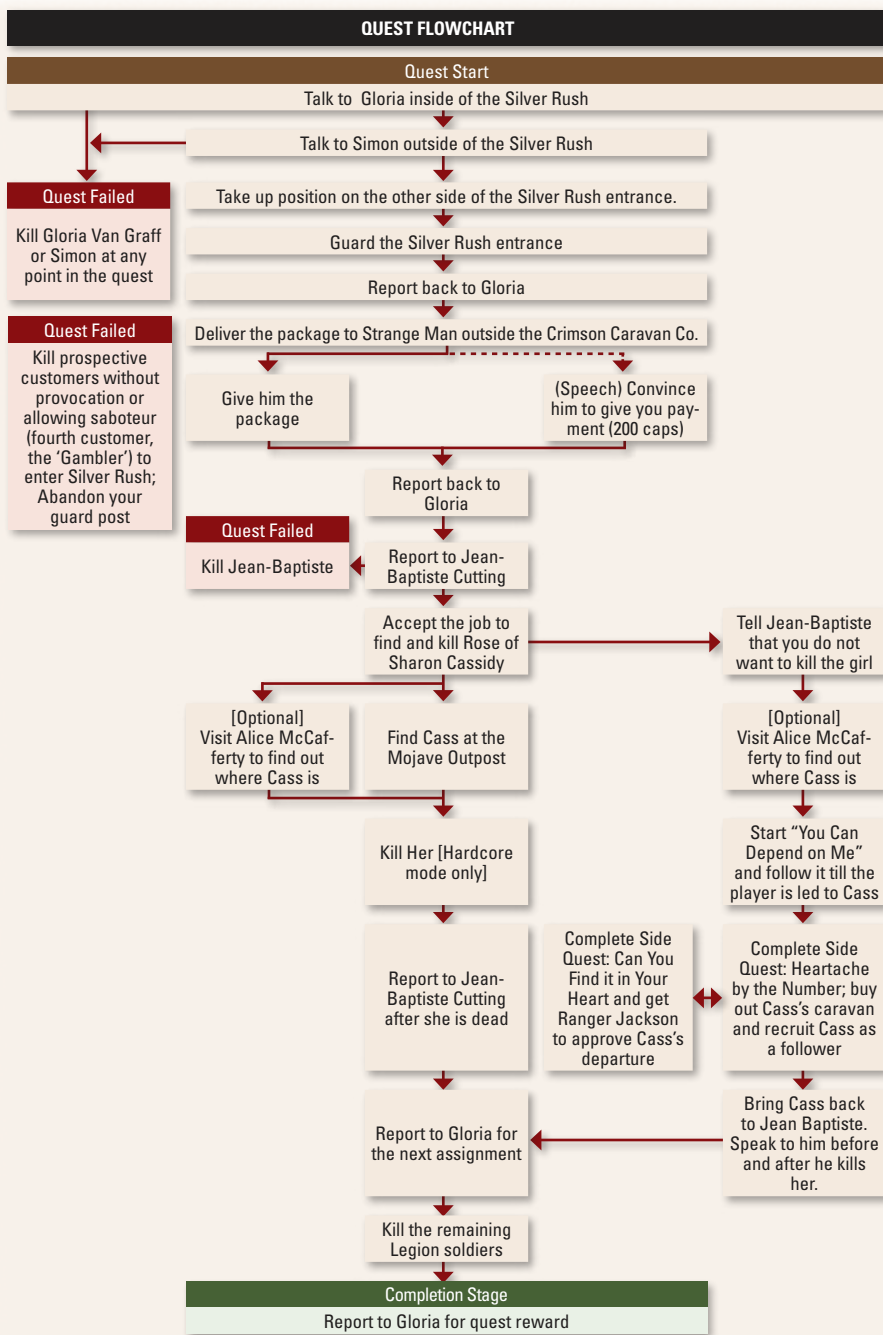 QUEST FLOWCHART
Quest Start
Talk to Gloria inside of the Silver Rush
Talk to Simon outside of the Silver Rush
Quest Failed
Kill Gloria Van Graff
or Simon at any
point in the quest
Take up position on the other side of the Silver Rush entrance.
Guard the Silver Rush entrance
Report back to Gloria
Quest Failed
Kill prospective
customers without
provocation or
allowing saboteur
(fourth customer,
the ‘Gambler’) to
enter Silver Rush;
Abandon your
guard post
Deliver the package to Strange Man outside the Crimson Caravan Co.
Give him the
package
(Speech) Convince
him to give you pay-
ment (200 caps)
Report back to
Gloria
Quest Failed
Kill Jean-Baptiste
Report to Jean-
Baptiste Cutting
Accept the job to
find and kill Rose of
Sharon Cassidy
Tell Jean-Baptiste
that you do not
want to kill the girl
[Optional]
Visit Alice McCaf-
fferty to find out
where Cass is
Find Cass at the
Mojave Outpost
[Optional]
Visit Alice McCaf-
fferty to find out
where Cass is
Kill Her [Hardcore
mode only]
Start “You Can
Depend on Me”
and follow it till the
player is led to Cass
Report to Jean-
Baptiste Cutting
after she is dead
Complete Side
Quest: Can You
Find it in Your
Heart and get
Ranger Jackson
to approve Cass’s
departure
Complete Side
Quest: Heartache
by the Number; buy
out Cass’s caravan
and recruit Cass as
a follower
Report to Gloria for
the next assignment
Bring Cass back
to Jean Baptiste.
Speak to him before
and after he kills
her.
Kill the remaining
Legion soldiers
Completion Stage
Report to Gloria for quest reward